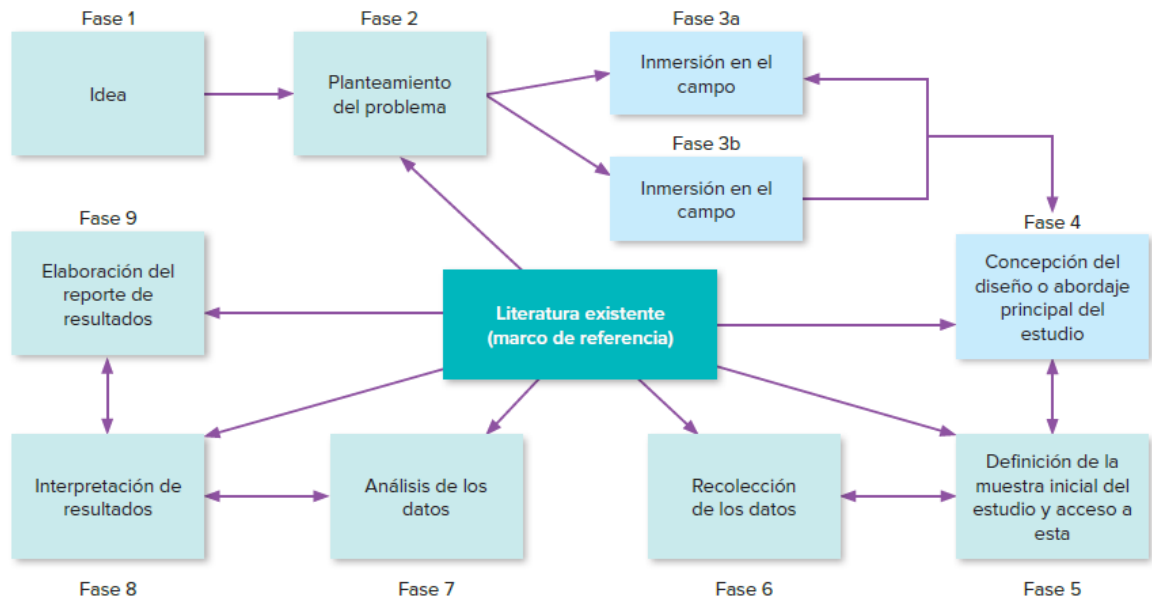 Fase 1
Idea
Fase 2
Planteamiento
del problema
Fase 3a
Inmersión en el
campo
Fase 3b
Inmersión en el
campo
Fase 4
Concepción del
diseño o abordaje
principal del
estudio
Fase 9
Elaboración del
reporte de
resultados
Literatura existente
(marco de referencia)
Interpretación de
resultados
Fase 8
Análisis de los
datos
Fase 7
Recolección
de los datos
Fase 6
Definición de la
muestra inicial del
estudio y acceso a
esta
Fase 5